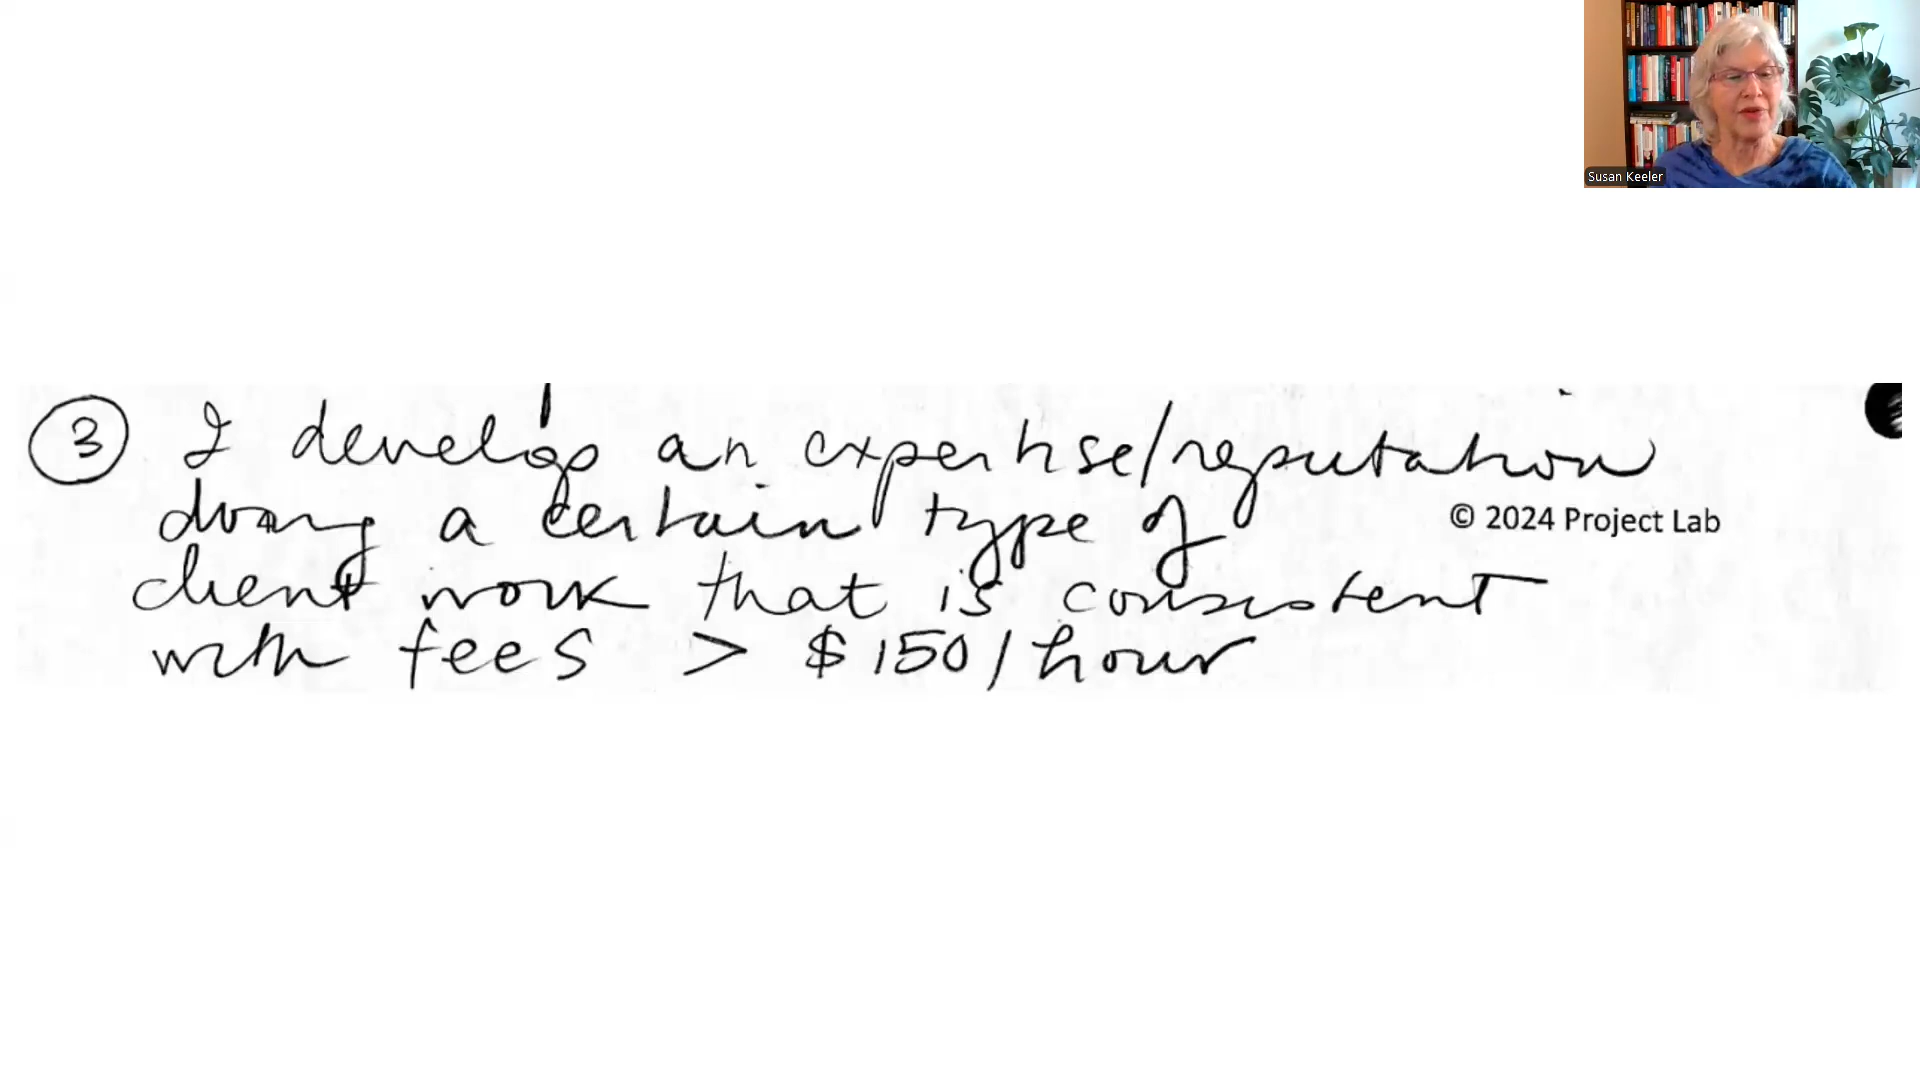 Susan Keeler
③ I develop an expertise/reputation
doing a certain type of
© 2024 Project Lab
client work that is consistent
with fees > $150/hour